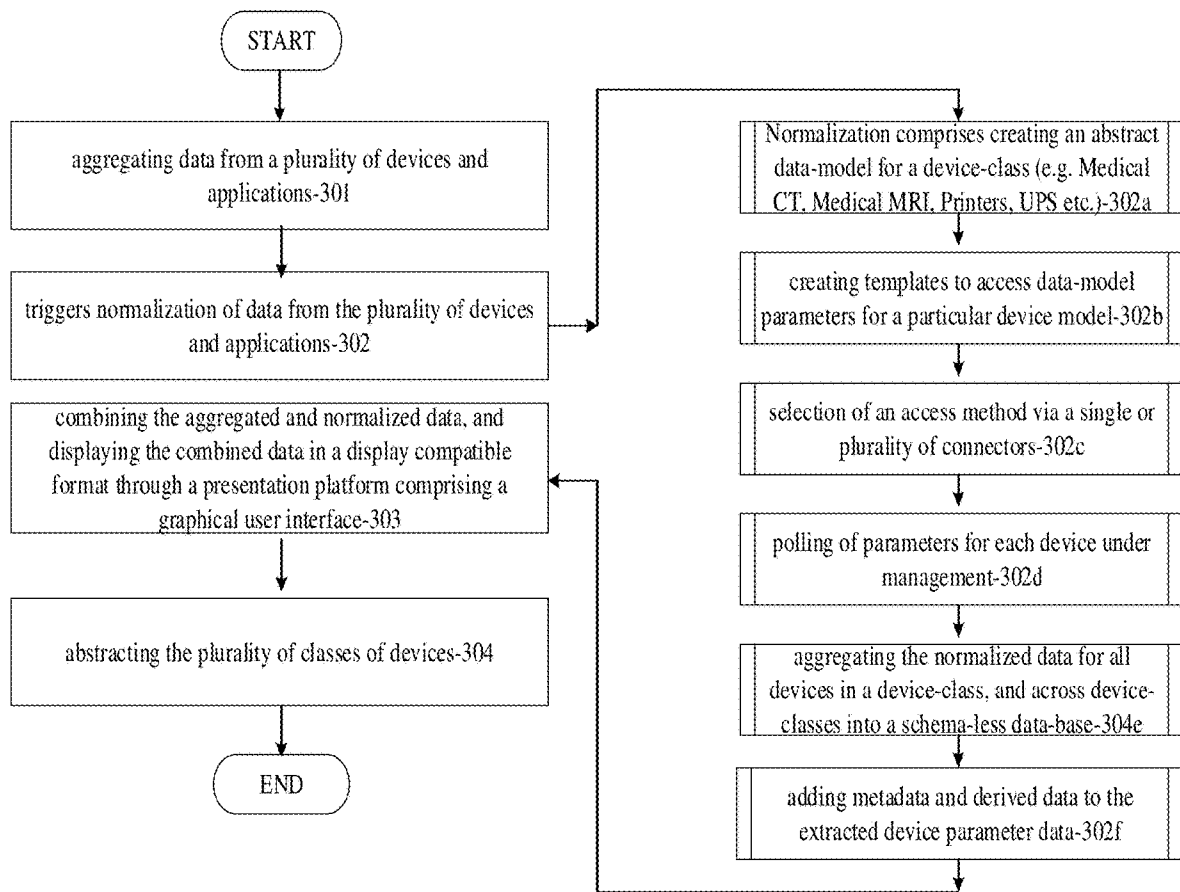 START
aggregating data from a plurality of devices and
applications-301
triggers normalization of data from the plurality of devices
and applications-302
Normalization comprises creating an abstract
data-model for a device-class (e.g. Medical
CT, Medical MRI, Printers, UPS etc.)-302a
creating templates to access data-model
parameters for a particular device model-302b
selection of an access method via a single or
plurality of connectors-302c
polling of parameters for each device under
management-302d
aggregating the normalized data for all
devices in a device-class, and across device-
classes into a schema-less data-base-304e
adding metadata and derived data to the
extracted device parameter data-302f
combining the aggregated and normalized data, and
displaying the combined data in a display compatible
format through a presentation platform comprising a
graphical user interface-303
abstracting the plurality of classes of devices-304
END